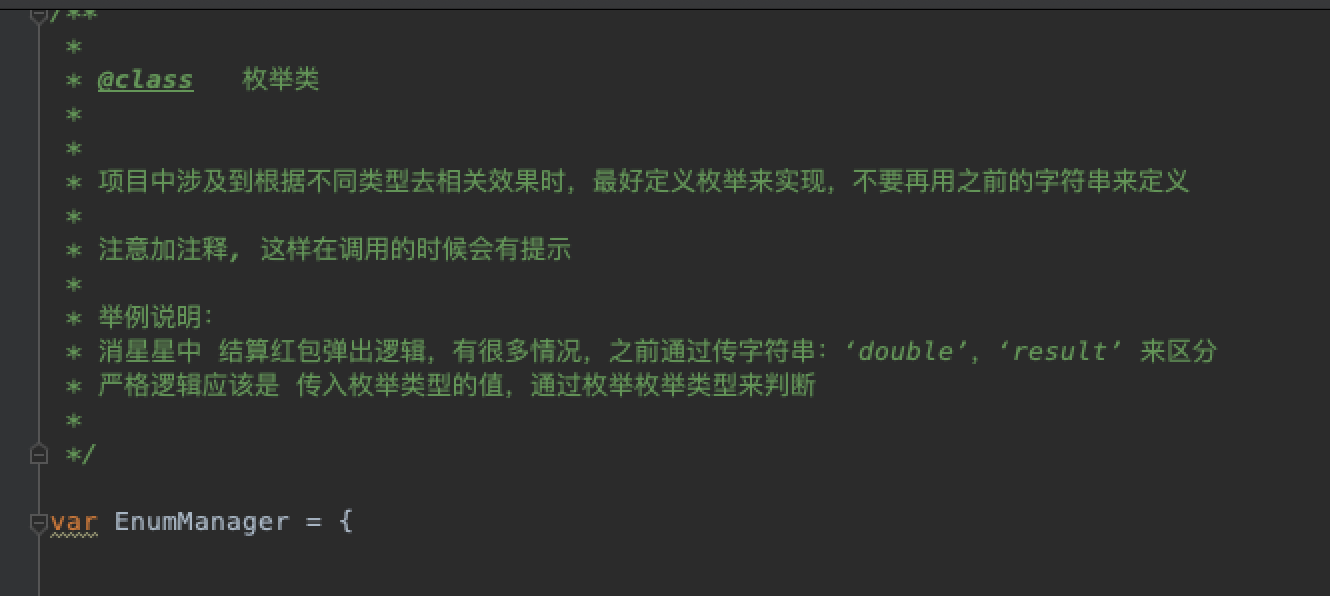 /**
*
* @class 枚举类
*
*
* 项目中涉及到根据不同类型去相关效果时，最好定义枚举来实现，不要再用之前的字符串来定义
*
* 注意加注释, 这样在调用的时候会有提示
*
* 举例说明：
* 消星星中 结算红包弹出逻辑，有很多情况，之前通过传字符串：‘double’，‘result’ 来区分
* 严格逻辑应该是 传入枚举类型的值，通过枚举枚举类型来判断
*
*/
var EnumManager = {